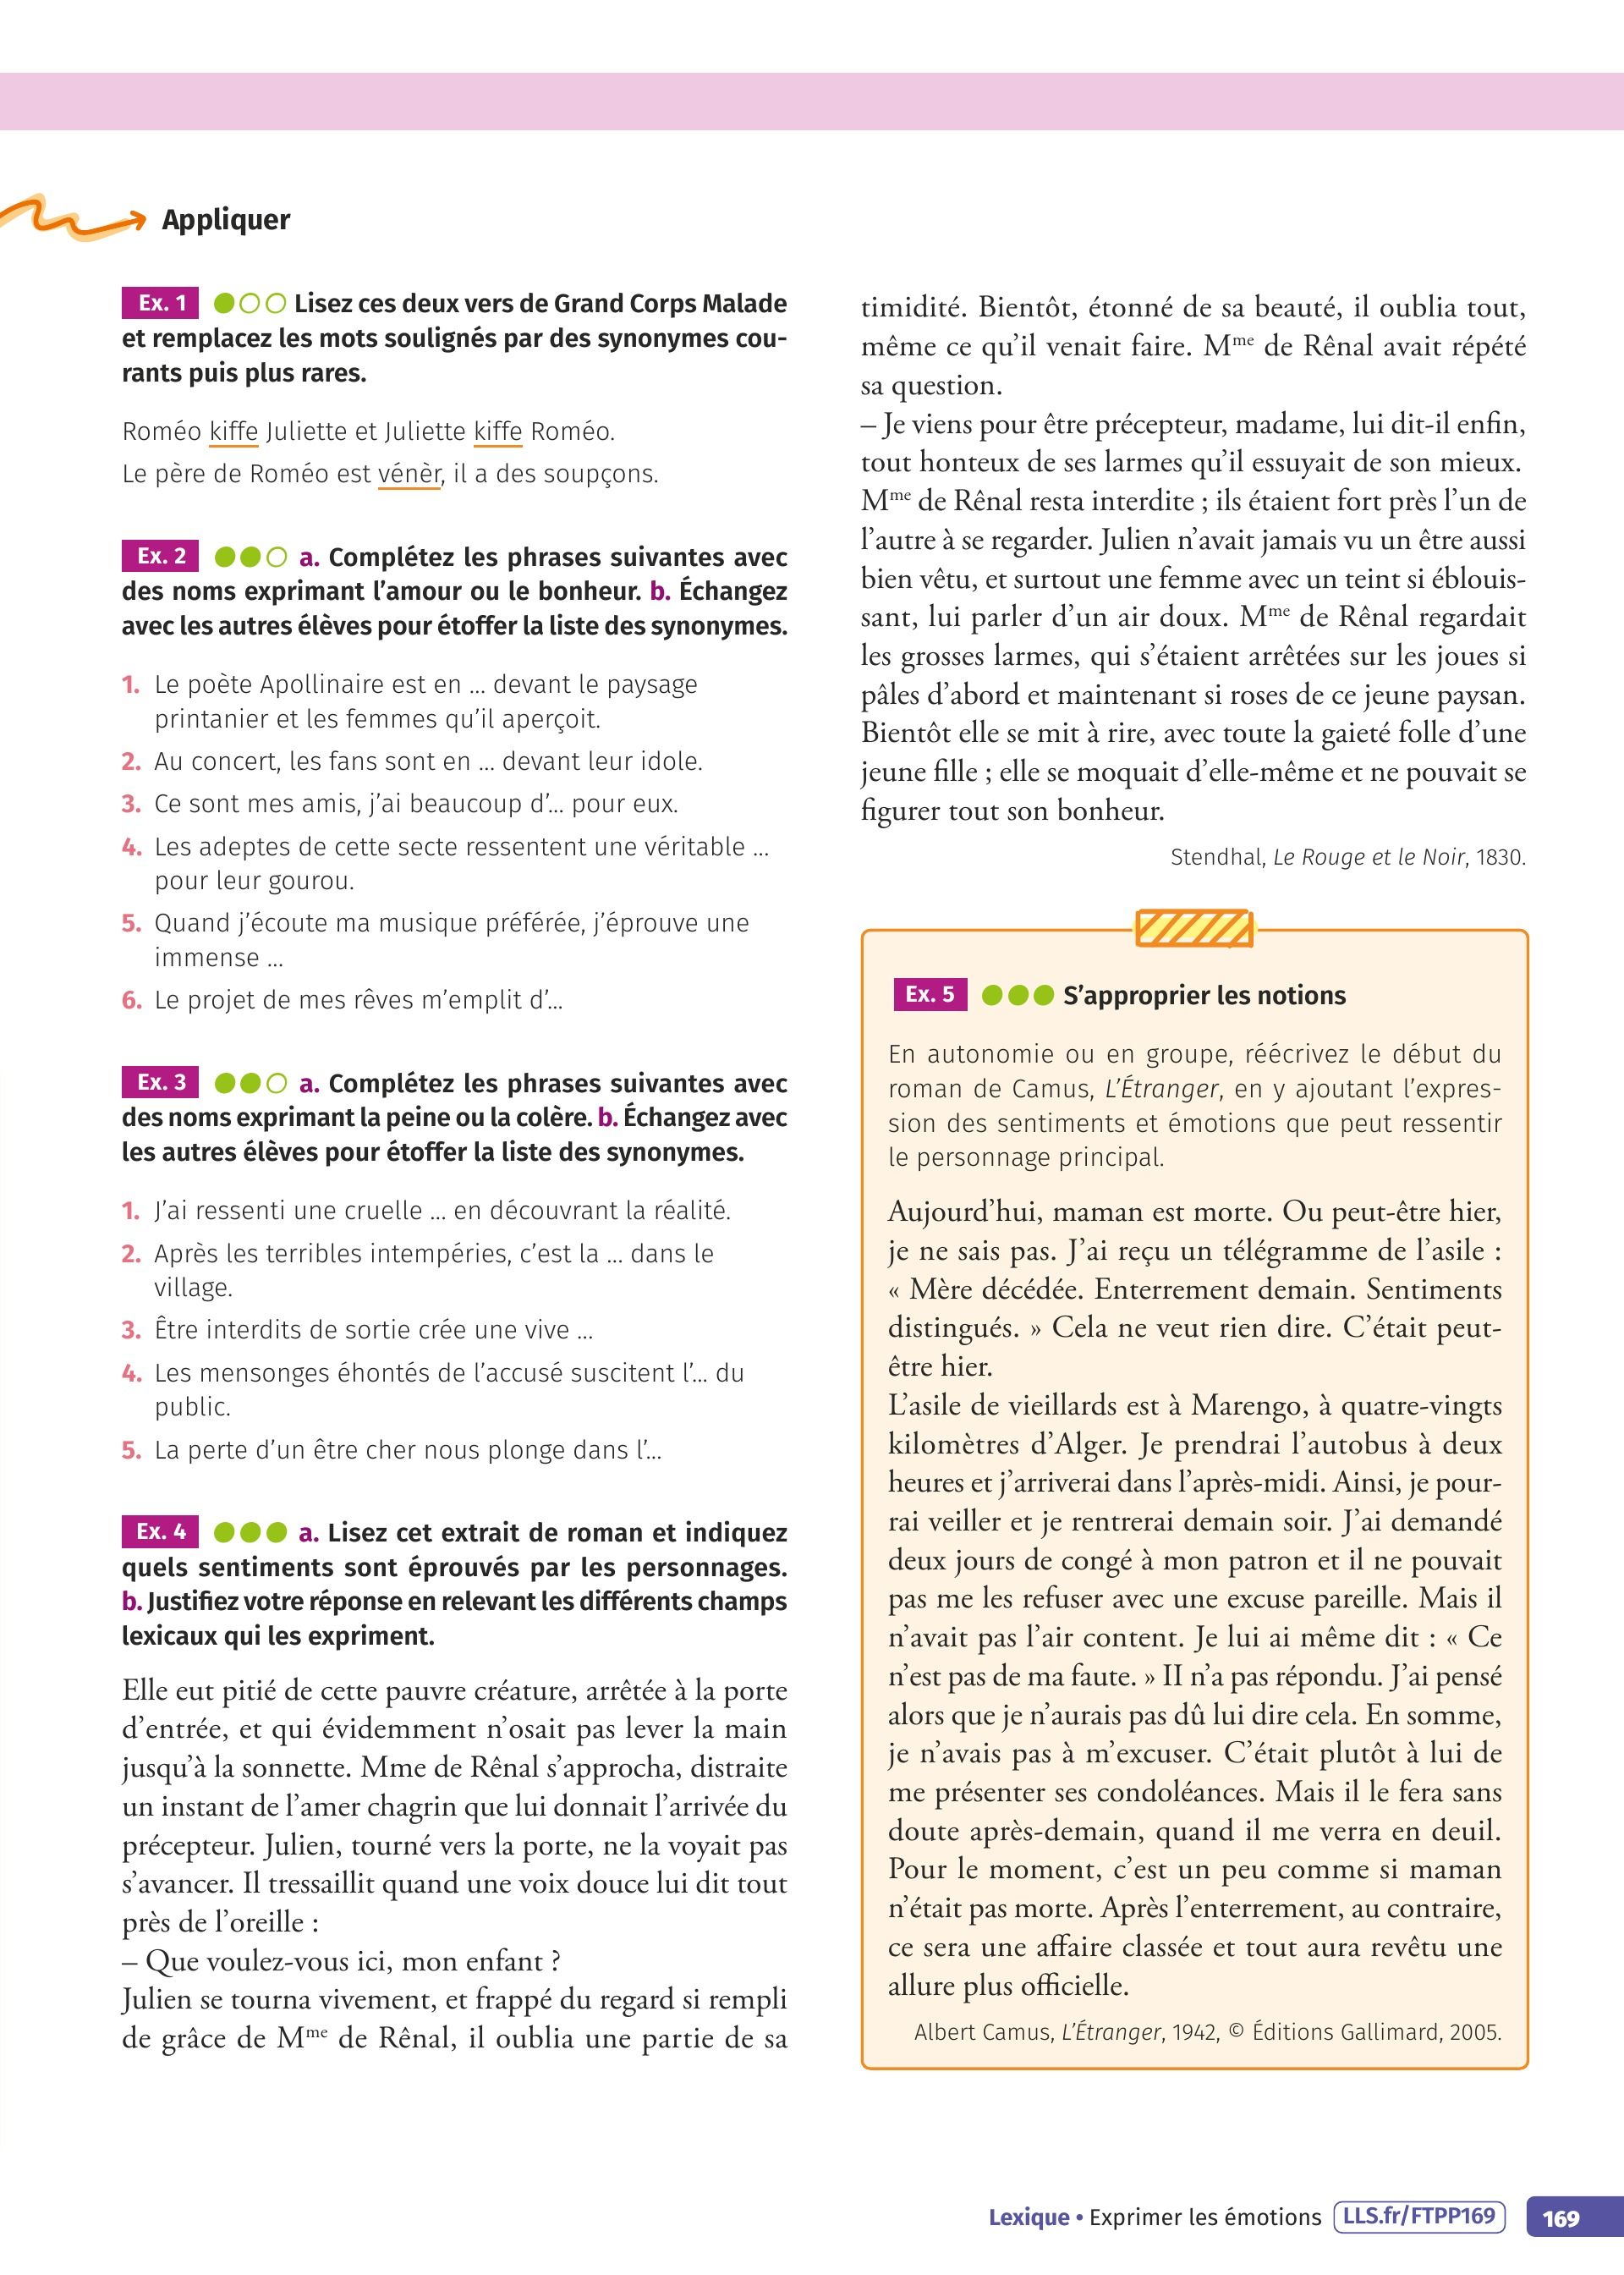 Appliquer
Ex. 1 Lisez ces deux vers de Grand Corps Malade
et remplacez les mots soulignés par des synonymes cou-
rants puis plus rares.
Roméo kiffe Juliette et Juliette kiffe Roméo.
Le père de Roméo est vénèr, il a des soupçons.
Ex. 2 a. Complétez les phrases suivantes avec
des noms exprimant l’amour ou le bonheur. b. Échangez
avec les autres élèves pour étoffer la liste des synonymes.
1. Le poète Apollinaire est en ... devant le paysage
printanier et les femmes qu’il aperçoit.
2. Au concert, les fans sont en ... devant leur idole.
3. Ce sont mes amis, j’ai beaucoup d’... pour eux.
4. Les adeptes de cette secte ressentent une véritable ...
pour leur gourou.
5. Quand j’écoute ma musique préférée, j’éprouve une
immense ...
6. Le projet de mes rêves m’emplit d’...
Ex. 3 a. Complétez les phrases suivantes avec
des noms exprimant la peine ou la colère. b. Échangez avec
les autres élèves pour étoffer la liste des synonymes.
1. J’ai ressenti une cruelle ... en découvrant la réalité.
2. Après les terribles intempéries, c’est la ... dans le
village.
3. Être interdits de sortie crée une vive ...
4. Les mensonges éhontés de l’accusé suscitent l’... du
public.
5. La perte d’un être cher nous plonge dans l’...
Ex. 4 a. Lisez cet extrait de roman et indiquez
quels sentiments sont éprouvés par les personnages.
b. Justifiez votre réponse en relevant les différents champs
lexicaux qui les expriment.
Elle eut pitié de cette pauvre créature, arrêtée à la porte
d’entrée, et qui évidemment n’osait pas lever la main
jusqu’à la sonnette. Mme de Rênal s’approcha, distraite
un instant de l’amer chagrin que lui donnait l’arrivée du
précepteur. Julien, tourné vers la porte, ne la voyait pas
s’avancer. Il tressaillit quand une voix douce lui dit tout
près de l’oreille :
– Que voulez-vous ici, mon enfant ?
Julien se tourna vivement, et frappé du regard si rempli
de grâce de Mme de Rênal, il oublia une partie de sa
timidité. Bientôt, étonné de sa beauté, il oublia tout,
même ce qu’il venait faire. Mme de Rênal avait répété
sa question.
– Je viens pour être précepteur, madame, lui dit-il enfin,
tout honteux de ses larmes qu’il essuyait de son mieux.
Mme de Rênal resta interdite ; ils étaient fort près l’un de
l’autre à se regarder. Julien n’avait jamais vu un être aussi
bien vêtu, et surtout une femme avec un teint si éblouis-
sant, lui parler d’un air doux. Mme de Rênal regardait
les grosses larmes, qui s’étaient arrêtées sur les joues si
pâles d’abord et maintenant si roses de ce jeune paysan.
Bientôt elle se mit à rire, avec toute la gaieté folle d’une
jeune fille ; elle se moquait d’elle-même et ne pouvait se
figurer tout son bonheur.
Stendhal, Le Rouge et le Noir, 1830.
Ex. 5 S’approprier les notions
En autonomie ou en groupe, réécrivez le début du
roman de Camus, L’Étranger, en y ajoutant l’expres-
sion des sentiments et émotions que peut ressentir
le personnage principal.
Aujourd’hui, maman est morte. Ou peut-être hier,
je ne sais pas. J’ai reçu un télégramme de l’asile :
« Mère décédée. Enterrement demain. Sentiments
distingués. » Cela ne veut rien dire. C’était peut-
être hier.
L’asile de vieillards est à Marengo, à quatre-vingts
kilomètres d’Alger. Je prendrai l’autobus à deux
heures et j’arriverai dans l’après-midi. Ainsi, je pour-
rai veiller et je rentrerai demain soir. J’ai demandé
deux jours de congé à mon patron et il ne pouvait
pas me les refuser avec une excuse pareille. Mais il
n’avait pas l’air content. Je lui ai même dit : « Ce
n’est pas de ma faute. » II n’a pas répondu. J’ai pensé
alors que je n’aurais pas dû lui dire cela. En somme,
je n’avais pas à m’excuser. C’était plutôt à lui de
me présenter ses condoléances. Mais il le fera sans
doute après-demain, quand il me verra en deuil.
Pour le moment, c’est un peu comme si maman
n’était pas morte. Après l’enterrement, au contraire,
ce sera une affaire classée et tout aura revêtu une
allure plus officielle.
Albert Camus, L’Étranger, 1942, © Éditions Gallimard, 2005.
Lexique • Exprimer les émotions LLS.fr/FTPP169 169